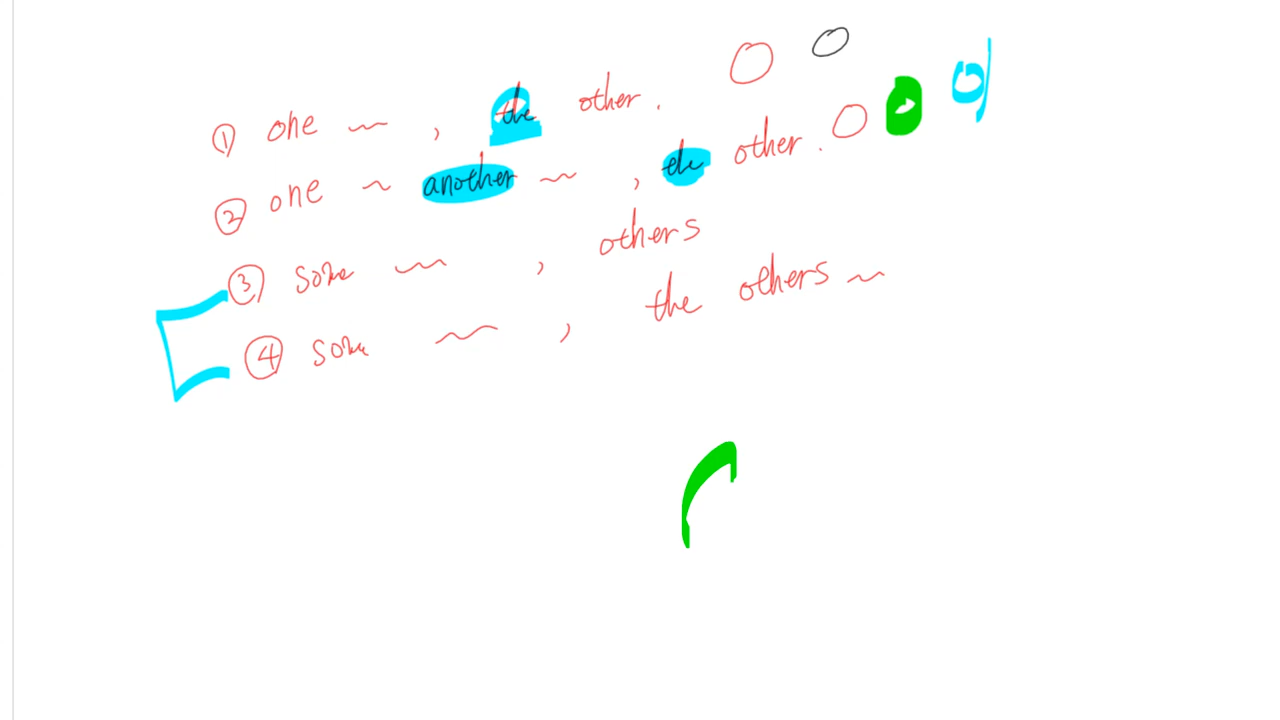 ① one ~ , the other .
② one ~ another ~ , the other .
③ some ~ , others
④ some ~ , the others ~